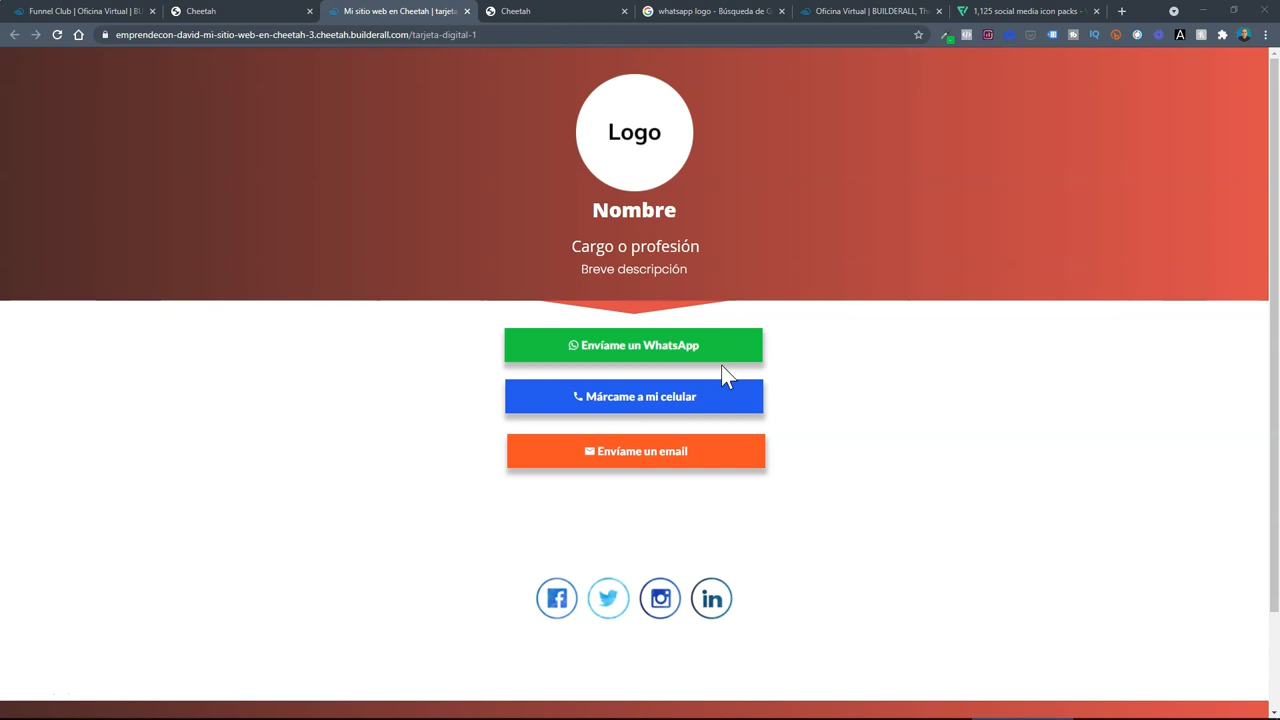 Funnel Club | Oficina Virtual | BU
Cheetah
Mi sitio web en Cheetah | tarjeta
Cheetah
whatsapp logo - Búsqueda de G
Oficina Virtual | BUILDERALL, Th
1,125 social media icon packs -
emprendecon-david-mi-sitio-web-en-cheetah-3.cheetah.builderall.com/tarjeta-digital-1
Logo
Nombre
Cargo o profesión
Breve descripción
Envíame un WhatsApp
Márcame a mi celular
Envíame un email